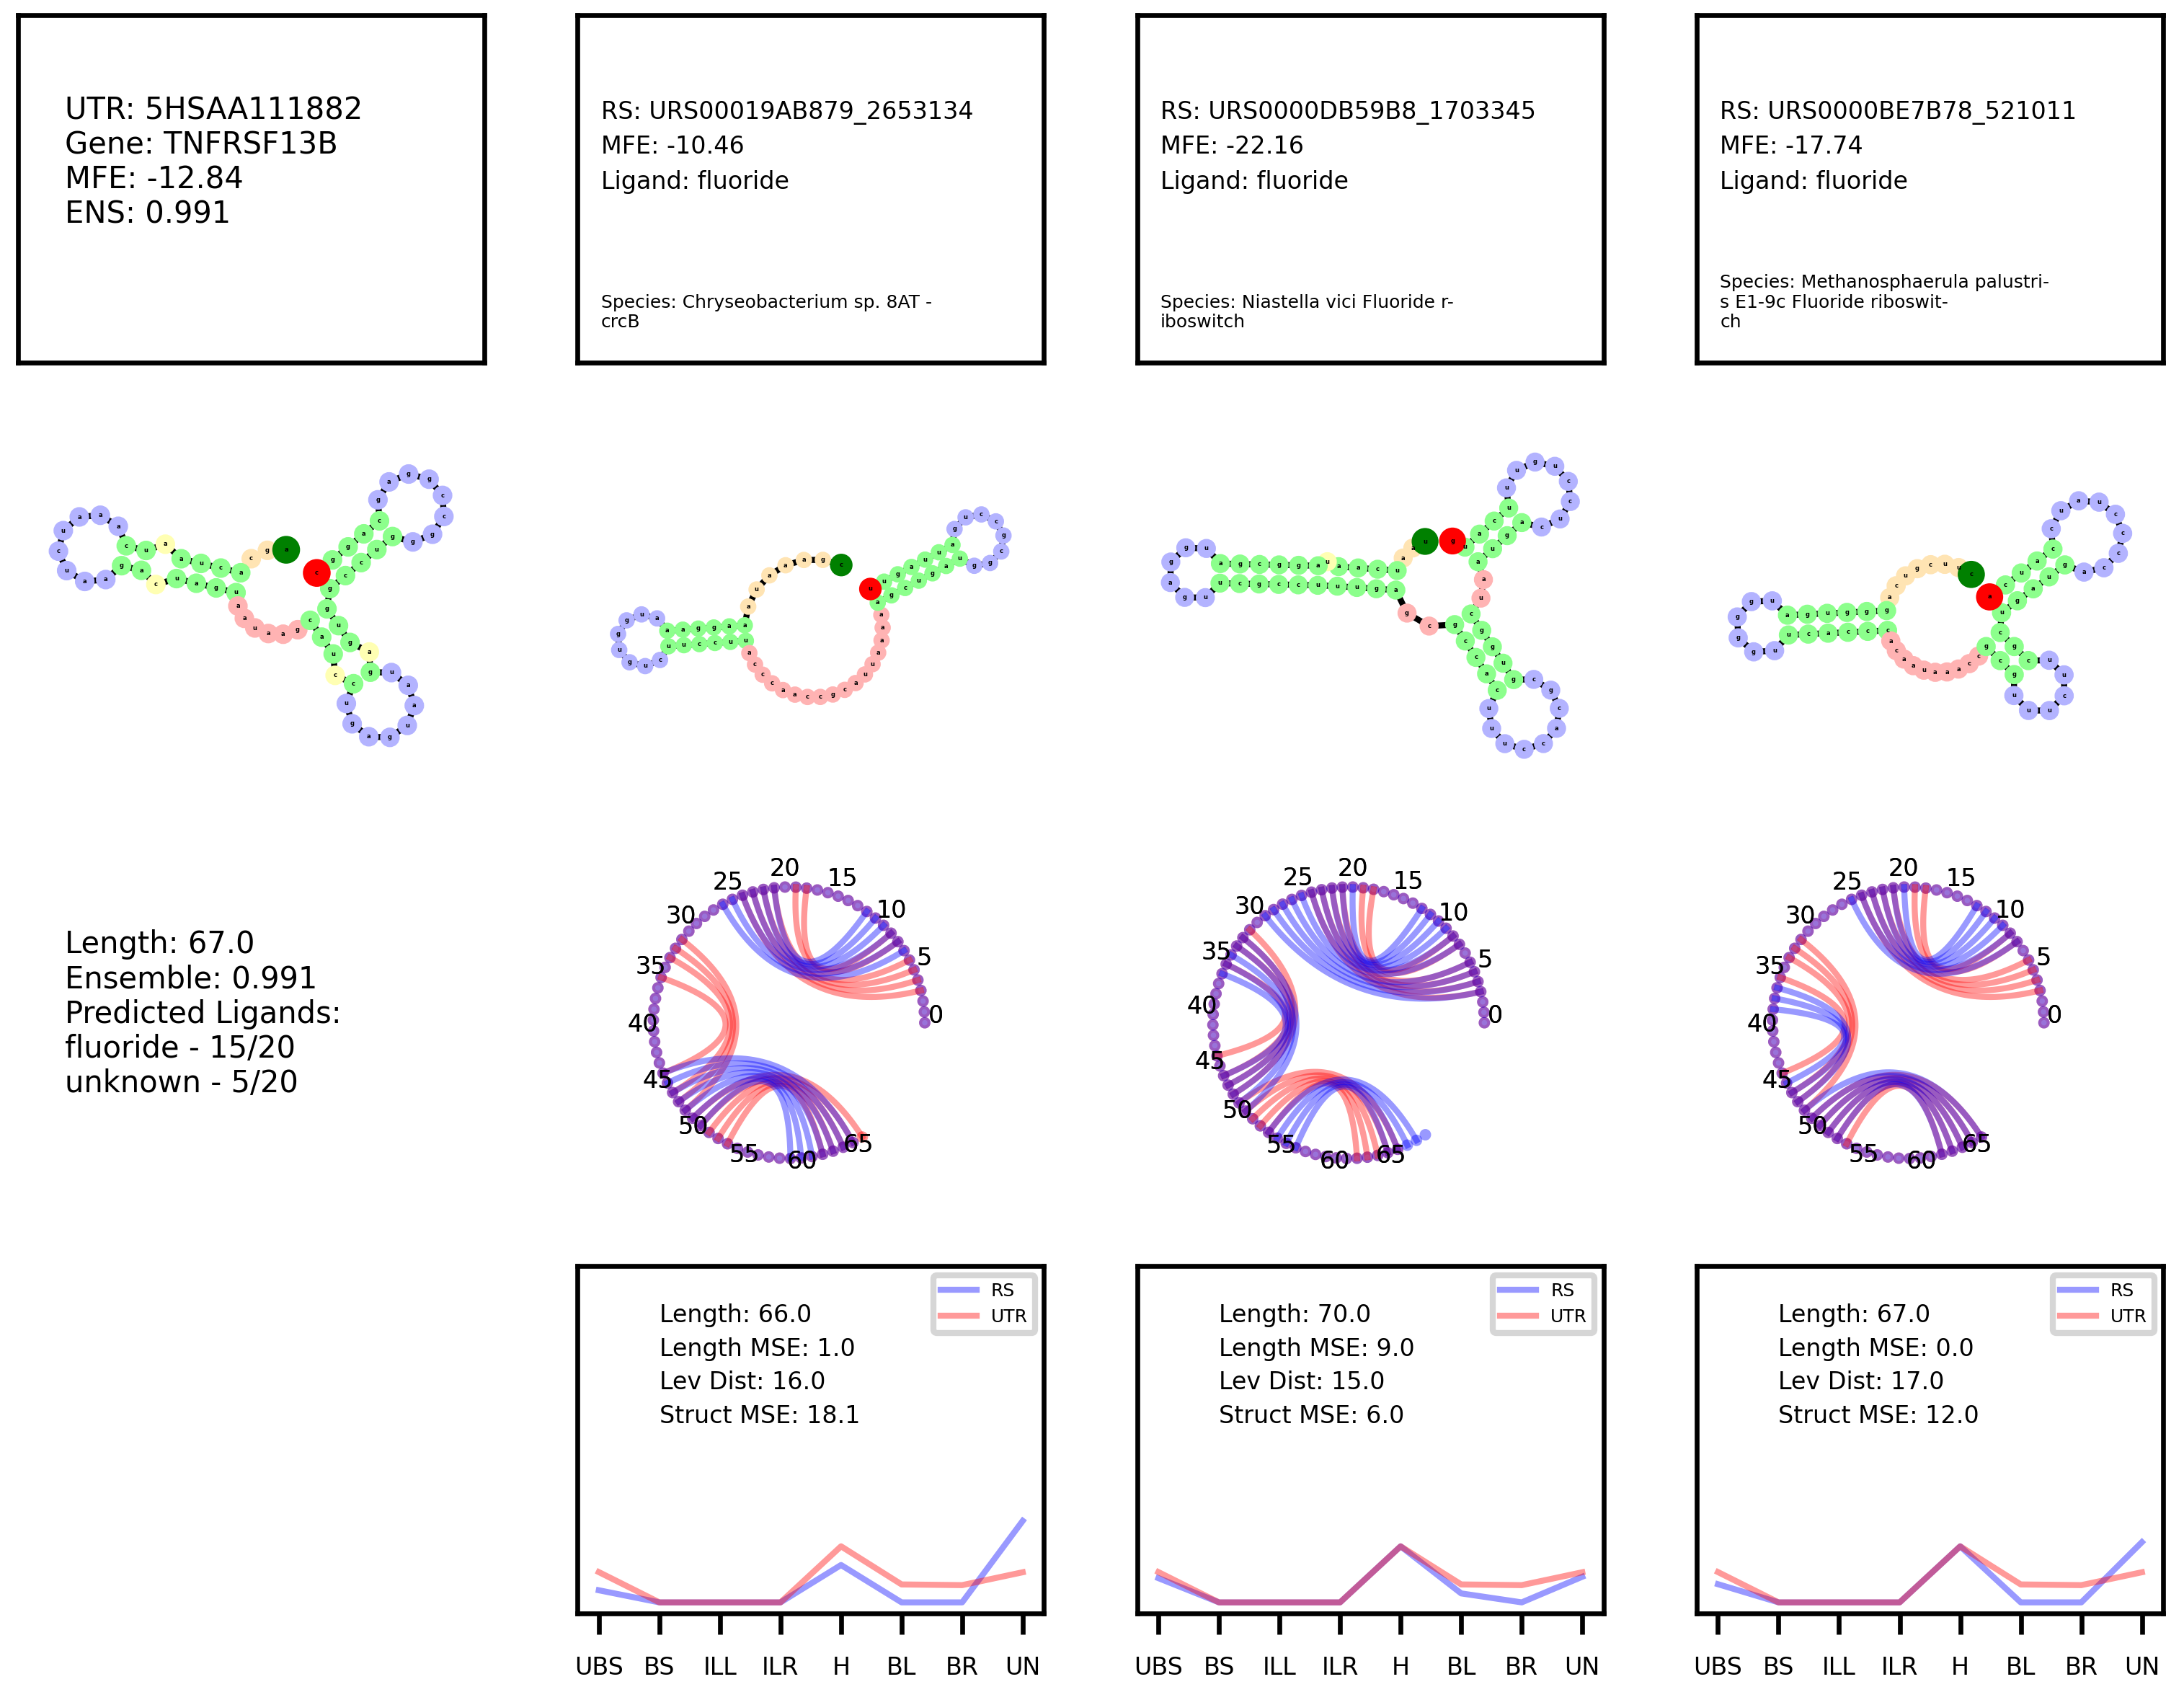 UTR: 5HSAA111882
Gene: TNFRSF13B
MFE: -12.84
ENS: 0.991
RS: URS00019AB879_2653134
MFE: -10.46
Ligand: fluoride
Species: Chryseobacterium sp. 8AT -
crcB
RS: URS0000DB59B8_1703345
MFE: -22.16
Ligand: fluoride
Species: Niastella vici Fluoride r-
iboswitch
RS: URS0000BE7B78_521011
MFE: -17.74
Ligand: fluoride
Species: Methanosphaerula palustri-
s E1-9c Fluoride riboswit-
ch
Length: 67.0
Ensemble: 0.991
Predicted Ligands:
fluoride - 15/20
unknown - 5/20
0 5 10 15 20 25 30 35 40 45 50 55 60 65
0 5 10 15 20 25 30 35 40 45 50 55 60 65
0 5 10 15 20 25 30 35 40 45 50 55 60 65
RS
UTR
Length: 66.0
Length MSE: 1.0
Lev Dist: 16.0
Struct MSE: 18.1
UBS BS ILL ILR H BL BR UN
RS
UTR
Length: 70.0
Length MSE: 9.0
Lev Dist: 15.0
Struct MSE: 6.0
UBS BS ILL ILR H BL BR UN
RS
UTR
Length: 67.0
Length MSE: 0.0
Lev Dist: 17.0
Struct MSE: 12.0
UBS BS ILL ILR H BL BR UN